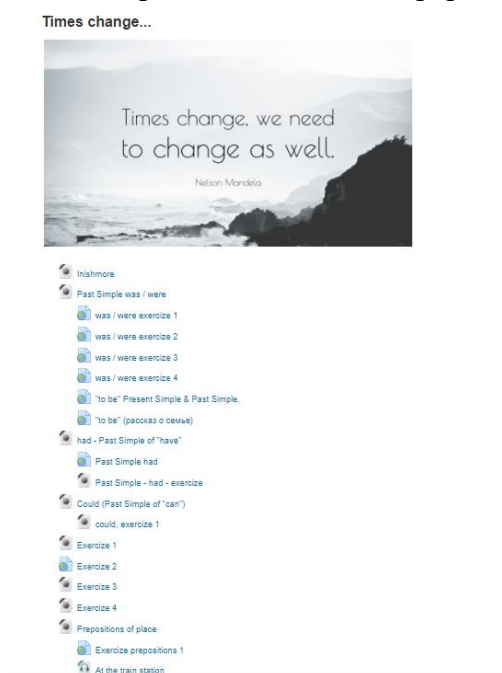 Times change...
Times change, we need
to change as well.
Nelson Mandela
Inishmore
Past Simple was / were
was / were exercize 1
was / were exercize 2
was / were exercize 3
was / were exercize 4
"to be" Present Simple & Past Simple.
"to be" (рассказ о семье)
had - Past Simple of "have"
Past Simple had
Past Simple - had - exercize
Could (Past Simple of "can")
could, exercize 1
Exercize 1
Exercize 2
Exercize 3
Exercize 4
Prepositions of place
Exercize prepositions 1
At the train station